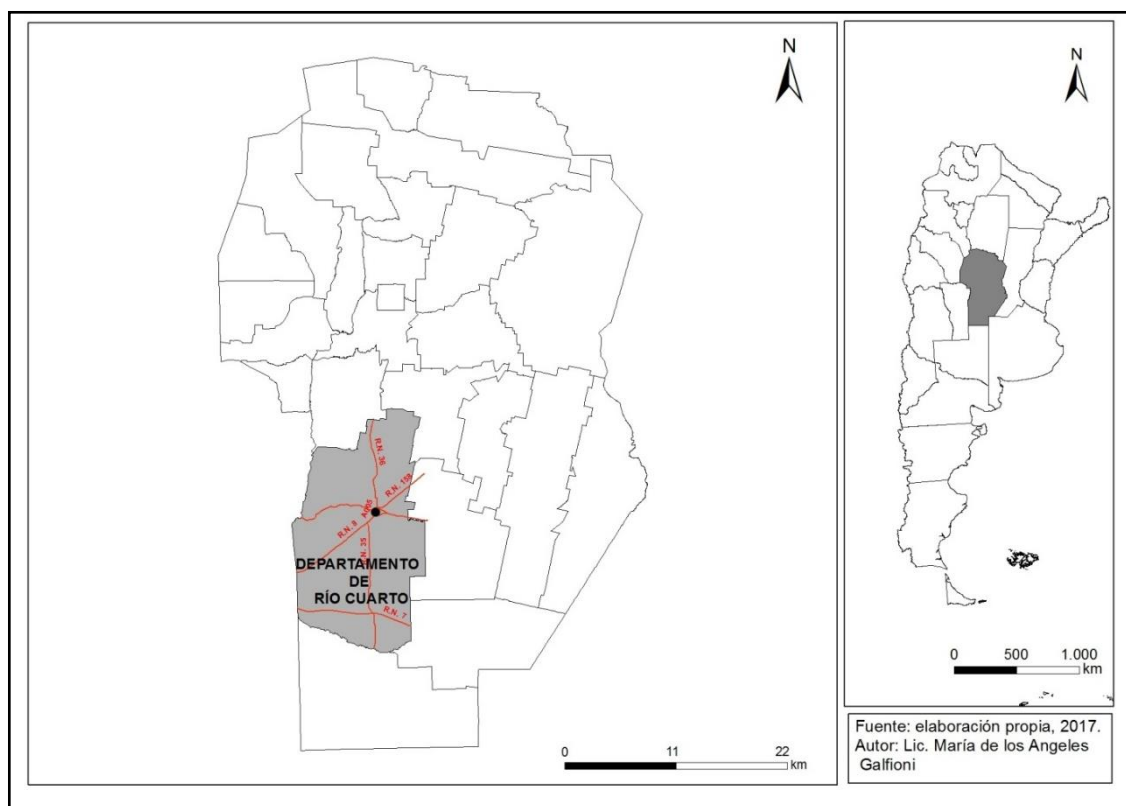 N
R.N. 36
R.N. 158
A005
R.N. 8
R.N. 35
DEPARTAMENTO
DE
RÍO CUARTO
R.N. 7
0 11 22
km
N
0 500 1.000
km
Fuente: elaboración propia, 2017.
Autor: Lic. María de los Angeles
Galfioni